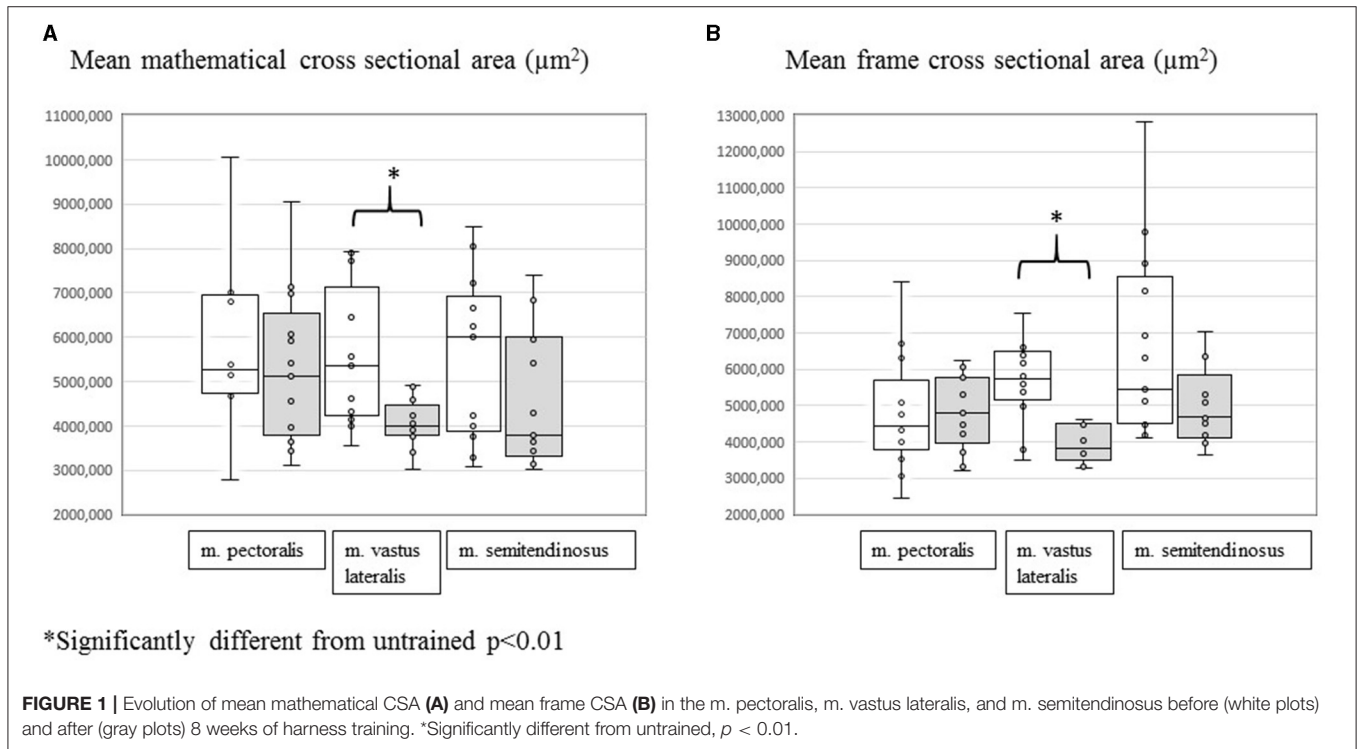 A
Mean mathematical cross sectional area (µm²)
11000,000
10000,000
9000,000
8000,000
7000,000
6000,000
5000,000
4000,000
3000,000
2000,000
*
m. pectoralis
m. vastus
lateralis
m. semitendinosus
*Significantly different from untrained p<0.01
B
Mean frame cross sectional area (µm²)
13000,000
12000,000
11000,000
10000,000
9000,000
8000,000
7000,000
6000,000
5000,000
4000,000
3000,000
2000,000
*
m. pectoralis
m. vastus
lateralis
m. semitendinosus
FIGURE 1 | Evolution of mean mathematical CSA (A) and mean frame CSA (B) in the m. pectoralis, m. vastus lateralis, and m. semitendinosus before (white plots)
and after (gray plots) 8 weeks of harness training. *Significantly different from untrained, p < 0.01.